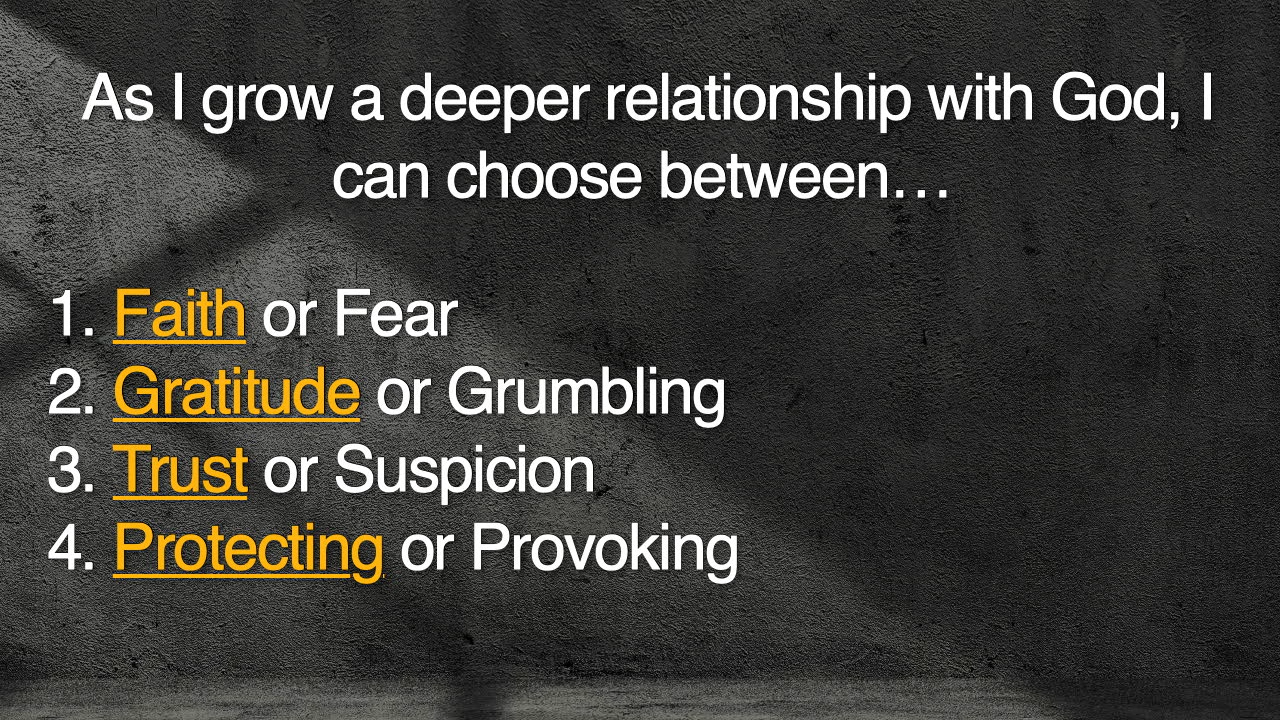 As I grow a deeper relationship with God, I
can choose between…
1. Faith or Fear
2. Gratitude or Grumbling
3. Trust or Suspicion
4. Protecting or Provoking